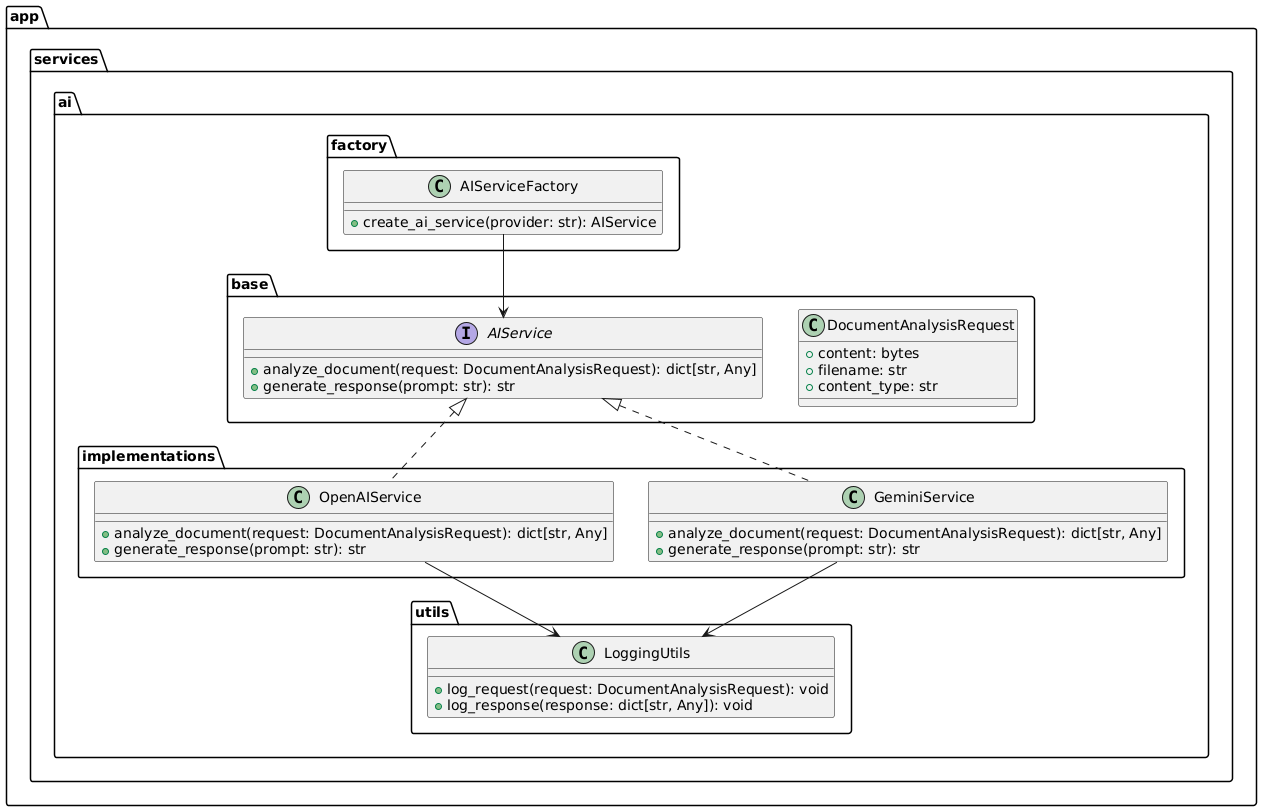 app
services
ai
factory
C AIServiceFactory
create_ai_service(provider: str): AIService
base
I AIService
analyze_document(request: DocumentAnalysisRequest): dict[str, Any]
generate_response(prompt: str): str
C DocumentAnalysisRequest
content: bytes
filename: str
content_type: str
implementations
C OpenAIService
analyze_document(request: DocumentAnalysisRequest): dict[str, Any]
generate_response(prompt: str): str
C GeminiService
analyze_document(request: DocumentAnalysisRequest): dict[str, Any]
generate_response(prompt: str): str
utils
C LoggingUtils
log_request(request: DocumentAnalysisRequest): void
log_response(response: dict[str, Any]): void